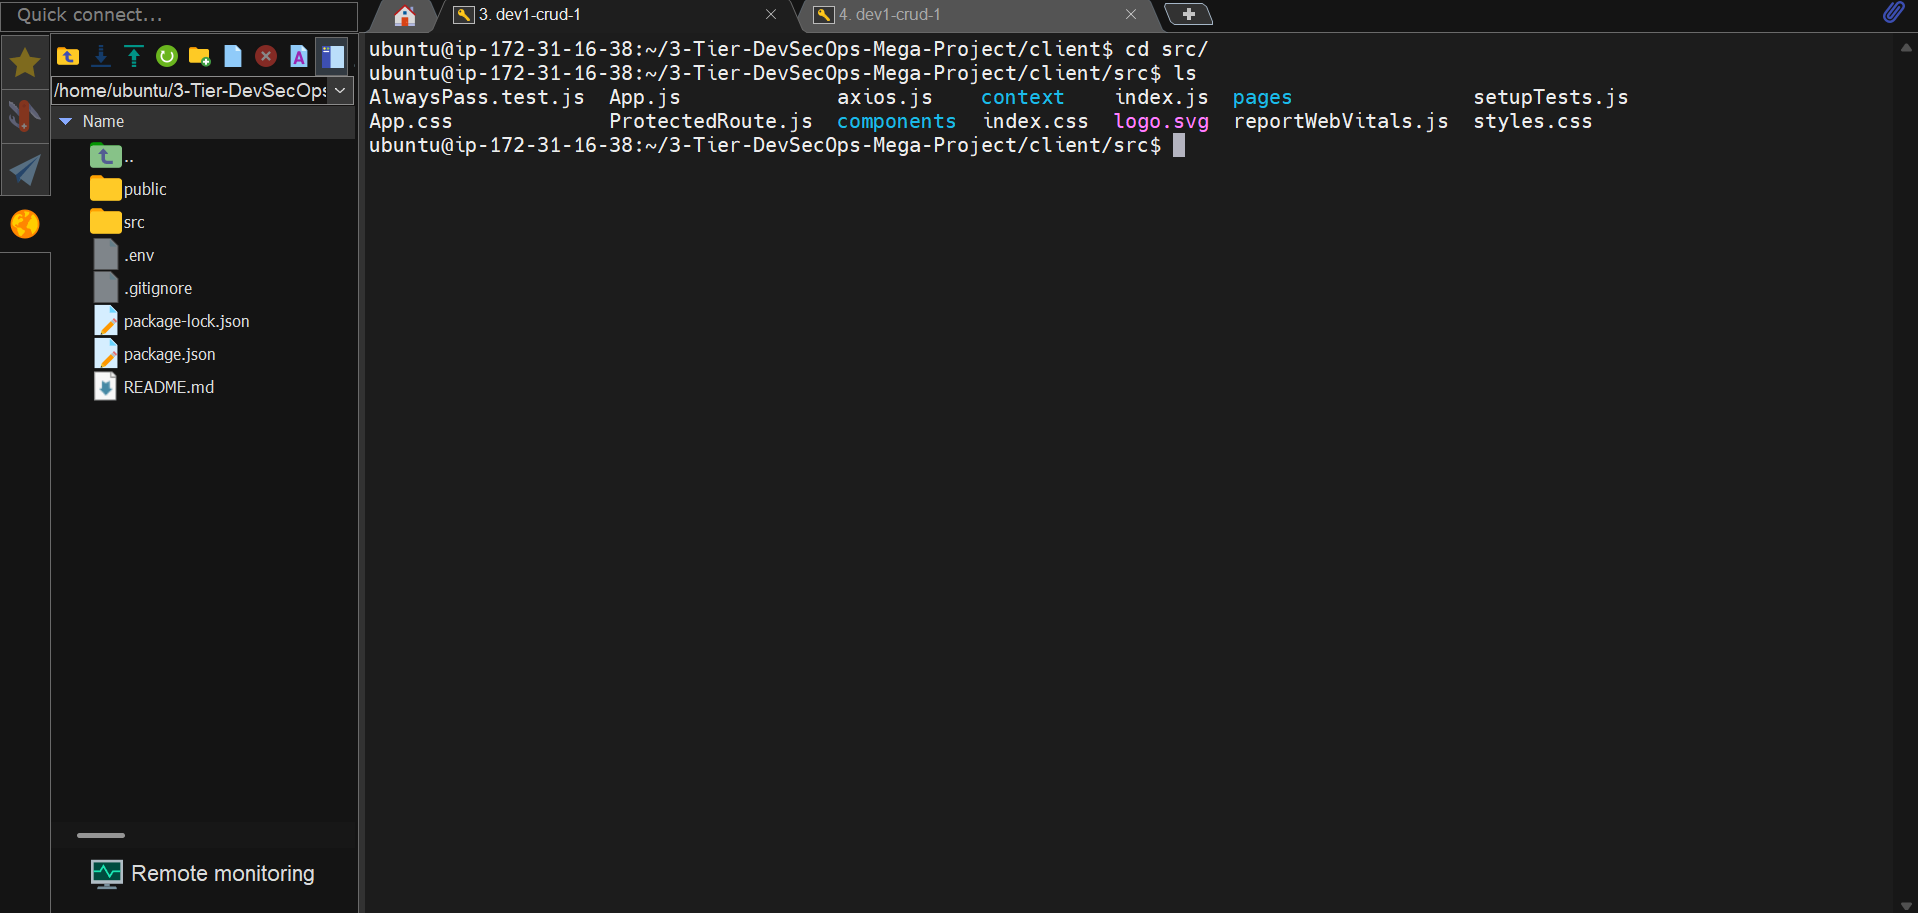 Quick connect...
3. dev1-crud-1
4. dev1-crud-1
/home/ubuntu/3-Tier-DevSecOps
Name
..
public
src
.env
.gitignore
package-lock.json
package.json
README.md
Remote monitoring
ubuntu@ip-172-31-16-38:~/3-Tier-DevSecOps-Mega-Project/client$ cd src/
ubuntu@ip-172-31-16-38:~/3-Tier-DevSecOps-Mega-Project/client/src$ ls
AlwaysPass.test.js App.js axios.js context index.js pages setupTests.js
App.css ProtectedRoute.js components index.css logo.svg reportWebVitals.js styles.css
ubuntu@ip-172-31-16-38:~/3-Tier-DevSecOps-Mega-Project/client/src$